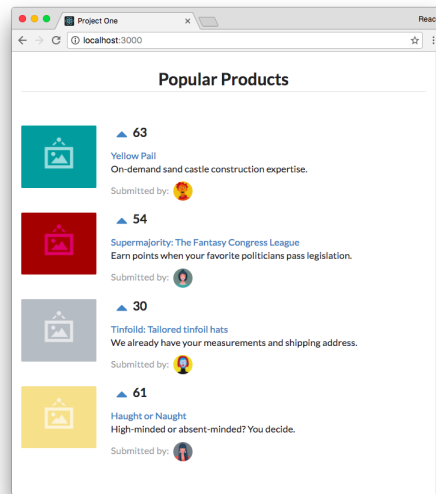 Project One
Reac
localhost:3000
Popular Products
63
Yellow Pail
On-demand sand castle construction expertise.
Submitted by:
54
Supermajority: The Fantasy Congress League
Earn points when your favorite politicians pass legislation.
Submitted by:
30
Tinfoild: Tailored tinfoil hats
We already have your measurements and shipping address.
Submitted by:
61
Haught or Naught
High-minded or absent-minded? You decide.
Submitted by: